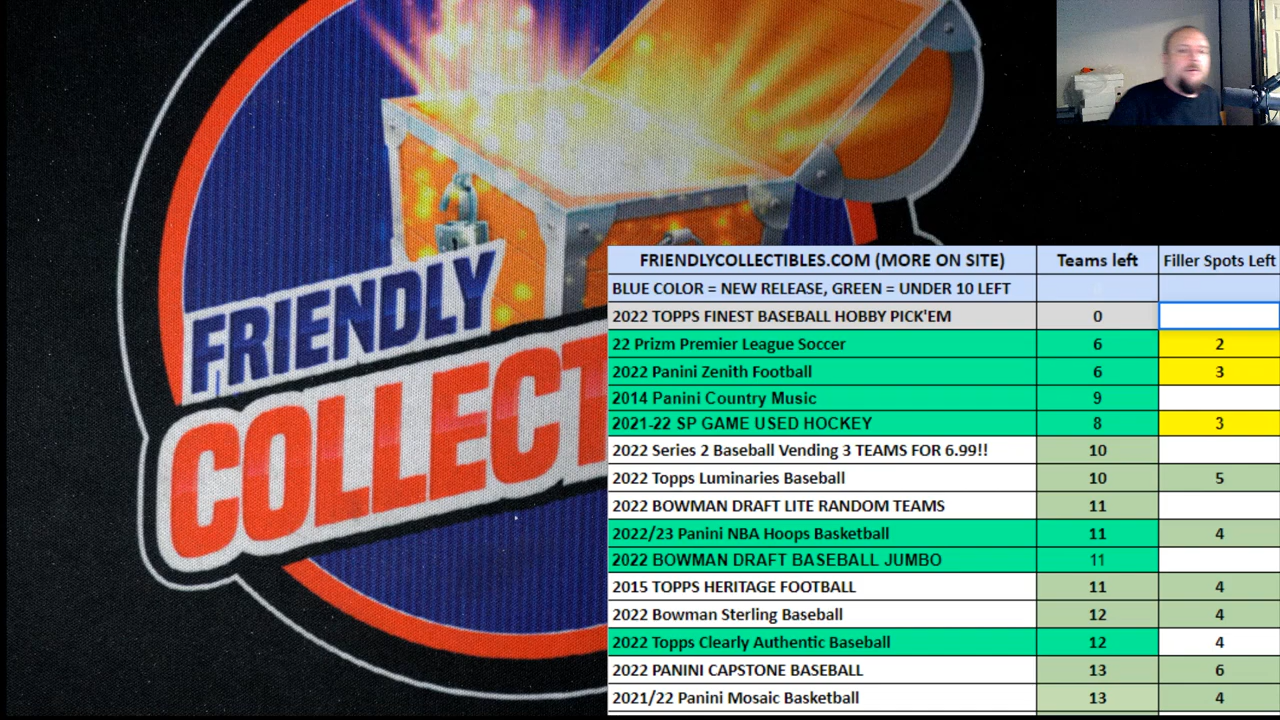 FRIENDLY
COLLECT
FRIENDLYCOLLECTIBLES.COM (MORE ON SITE) Teams left Filler Spots Left
BLUE COLOR = NEW RELEASE, GREEN = UNDER 10 LEFT
2022 TOPPS FINEST BASEBALL HOBBY PICK'EM 0
22 Prizm Premier League Soccer 6 2
2022 Panini Zenith Football 6 3
2014 Panini Country Music 9
2021-22 SP GAME USED HOCKEY 8 3
2022 Series 2 Baseball Vending 3 TEAMS FOR 6.99!! 10
2022 Topps Luminaries Baseball 10 5
2022 BOWMAN DRAFT LITE RANDOM TEAMS 11
2022/23 Panini NBA Hoops Basketball 11 4
2022 BOWMAN DRAFT BASEBALL JUMBO 11
2015 TOPPS HERITAGE FOOTBALL 11 4
2022 Bowman Sterling Baseball 12 4
2022 Topps Clearly Authentic Baseball 12 4
2022 PANINI CAPSTONE BASEBALL 13 6
2021/22 Panini Mosaic Basketball 13 4